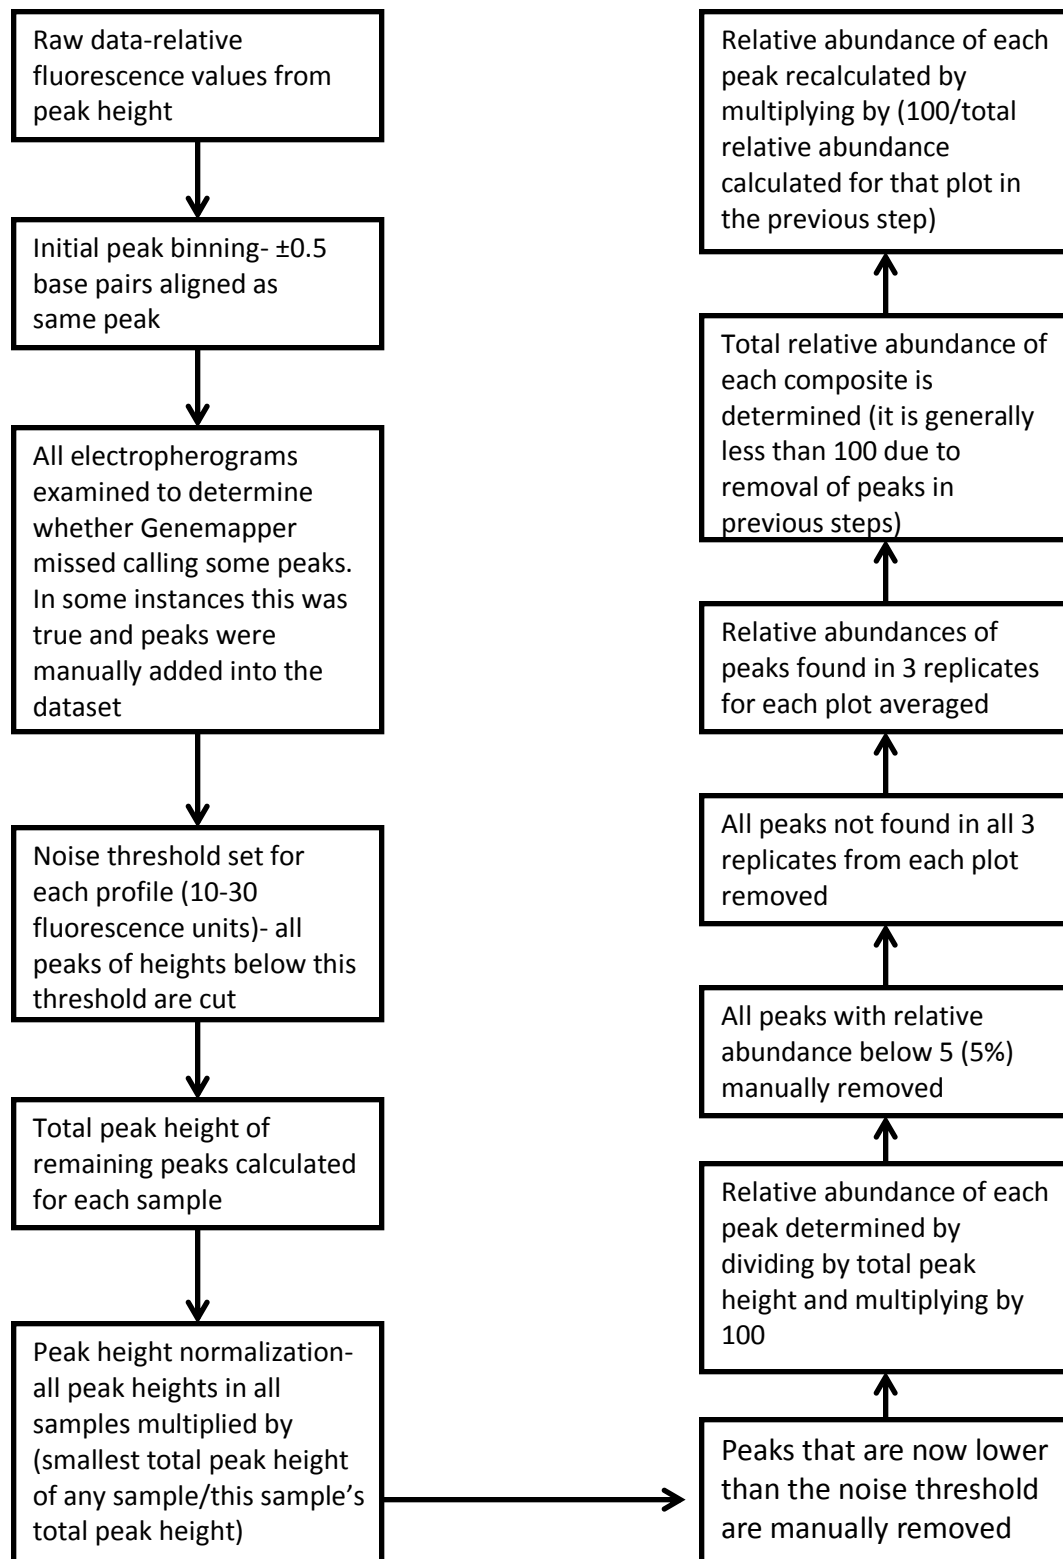 Raw data-relative
fluorescence values from
peak height
Initial peak binning- ±0.5
base pairs aligned as
same peak
All electropherograms
examined to determine
whether Genemapper
missed calling some peaks.
In some instances this was
true and peaks were
manually added into the
dataset
Noise threshold set for
each profile (10-30
fluorescence units)- all
peaks of heights below this
threshold are cut
Total peak height of
remaining peaks calculated
for each sample
Peak height normalization-
all peak heights in all
samples multiplied by
(smallest total peak height
of any sample/this sample's
total peak height)
Peaks that are now lower
than the noise threshold
are manually removed
Relative abundance of each
peak determined by
dividing by total peak
height and multiplying by
100
All peaks with relative
abundance below 5 (5%)
manually removed
All peaks not found in all 3
replicates from each plot
removed
Relative abundances of
peaks found in 3 replicates
for each plot averaged
Total relative abundance of
each composite is
determined (it is generally
less than 100 due to
removal of peaks in
previous steps)
Relative abundance of each
peak recalculated by
multiplying by (100/total
relative abundance
calculated for that plot in
the previous step)